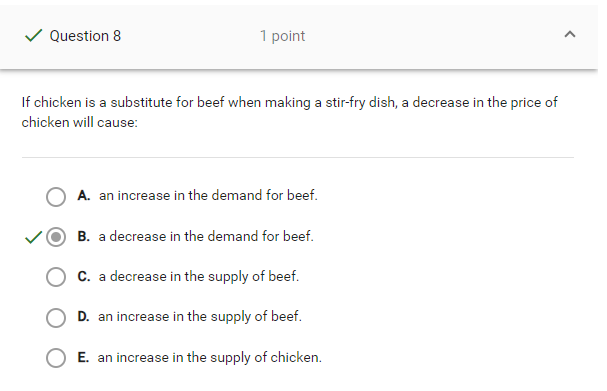 Question 8 1 point
If chicken is a substitute for beef when making a stir-fry dish, a decrease in the price of
chicken will cause:
A. an increase in the demand for beef.
B. a decrease in the demand for beef.
C. a decrease in the supply of beef.
D. an increase in the supply of beef.
E. an increase in the supply of chicken.